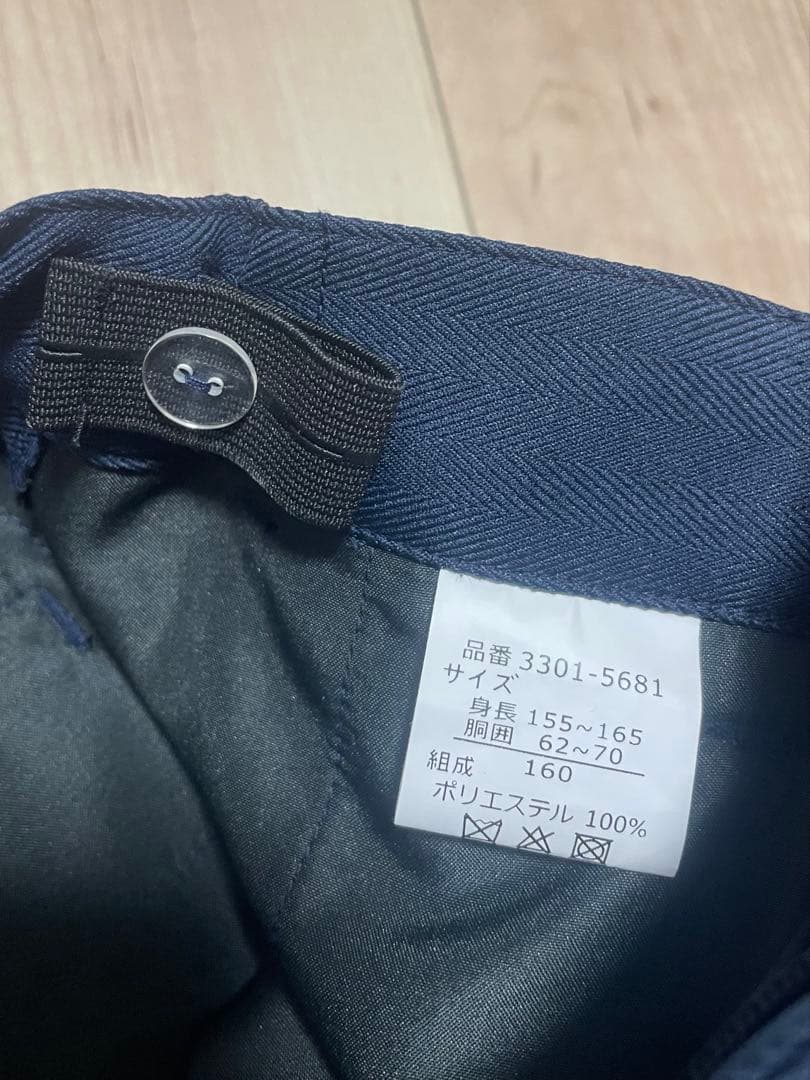 品番 3301-5681
サイズ
身長 155~165
胴囲 62~70
160
組成
ポリエステル 100%